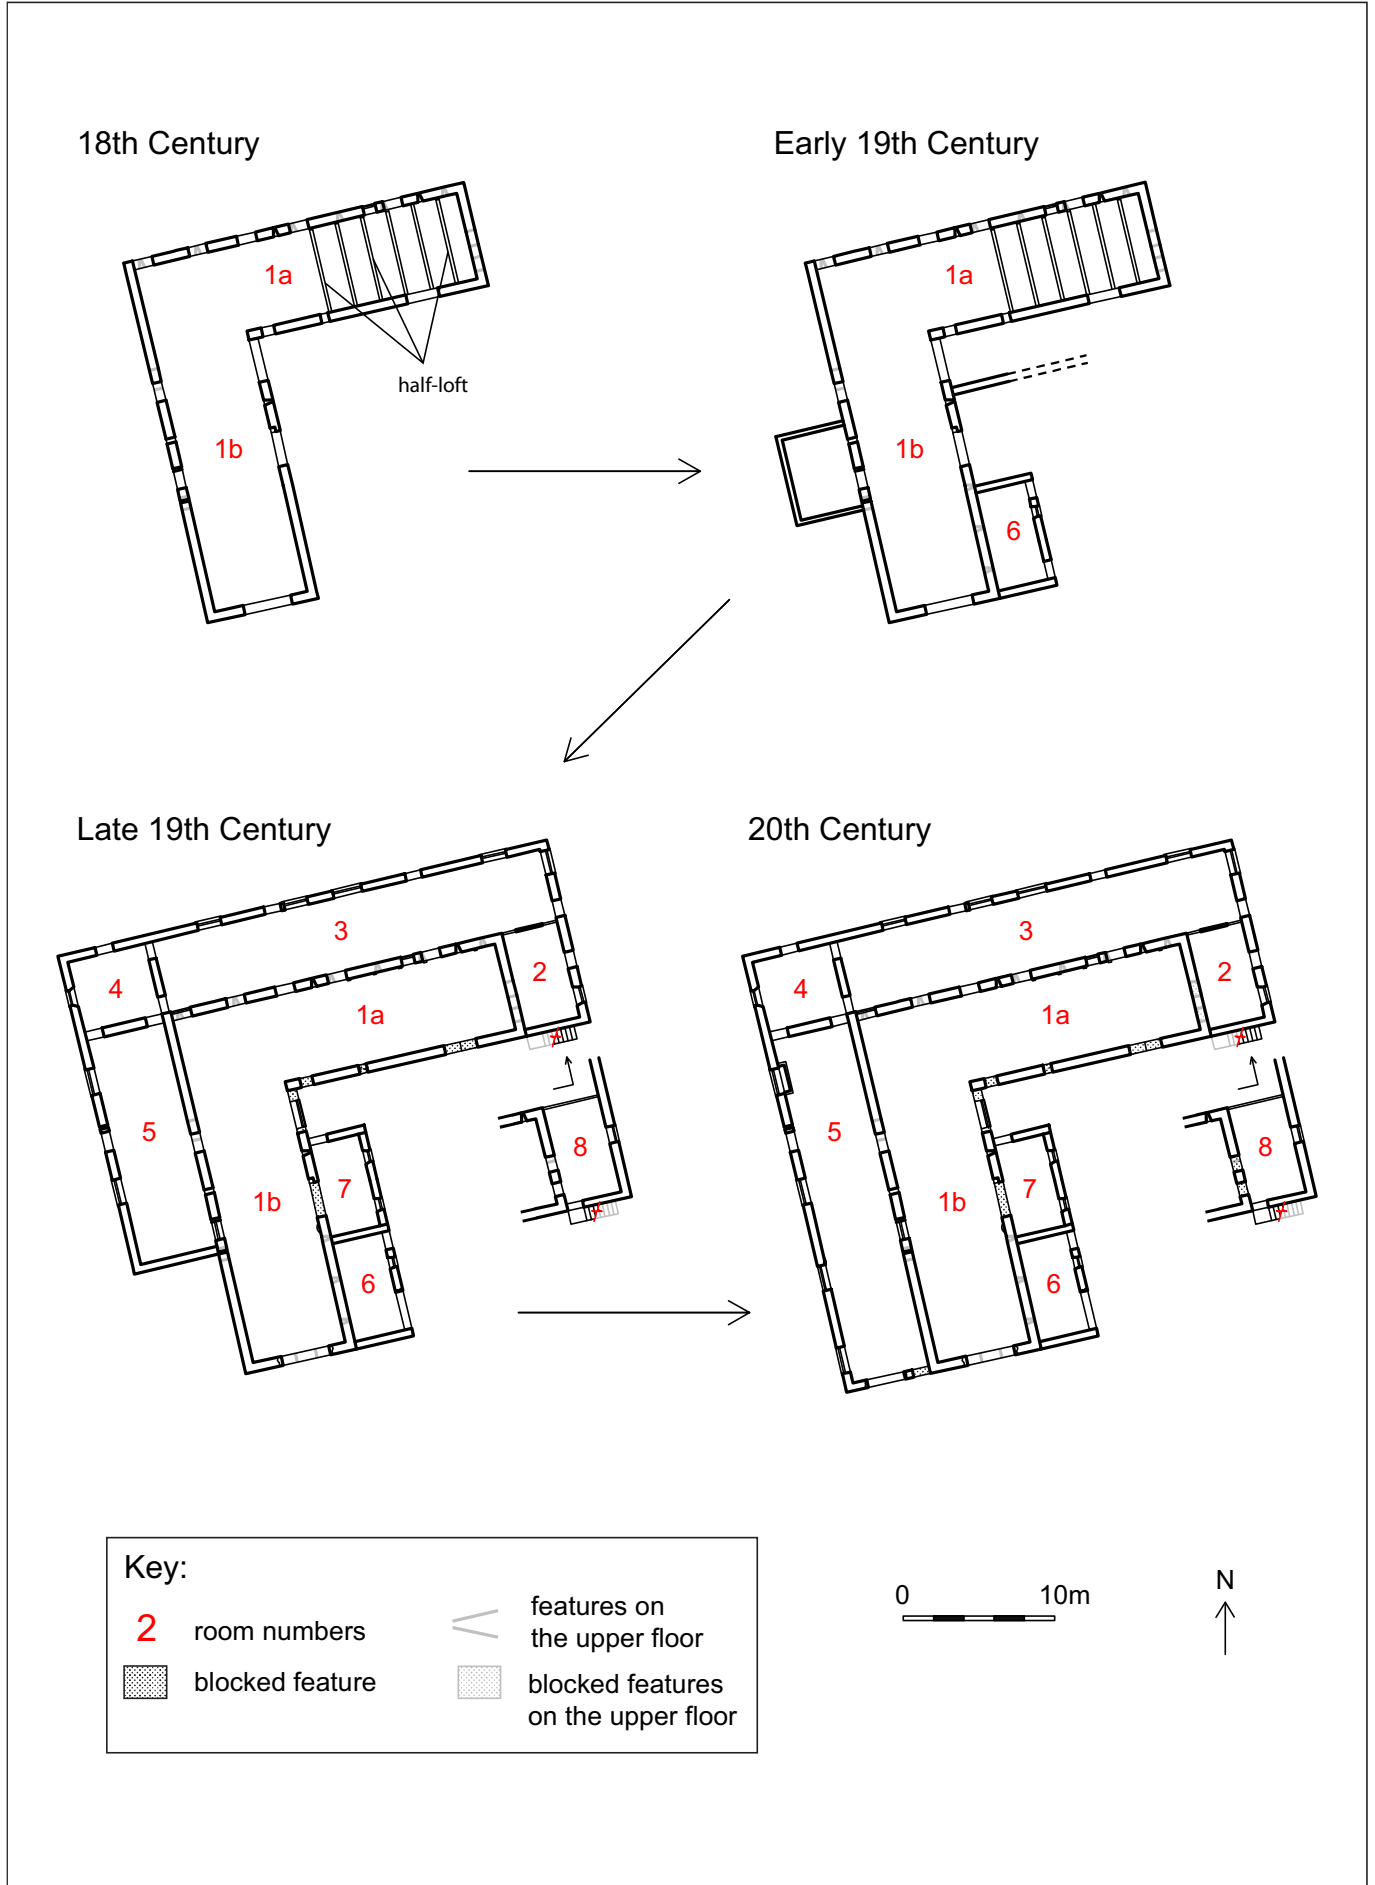 18th Century
Early 19th Century
1a
1a
half-loft
1b
1b
6
Late 19th Century
20th Century
3
3
4
2
4
2
1a
1a
5
8
5
8
7
7
1b
1b
6
6
Key:
2 room numbers
features on
the upper floor
blocked feature
blocked features
on the upper floor
0 10m
N